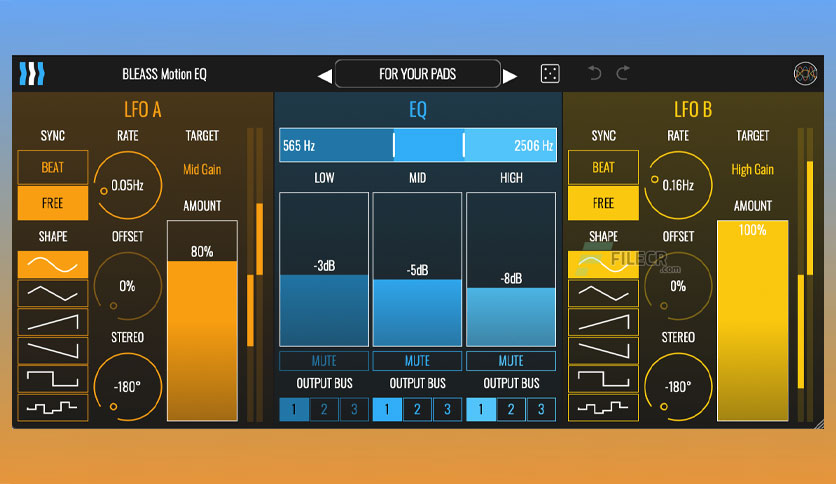 BLEASS Motion EQ
FOR YOUR PADS
LFO A
SYNC RATE TARGET
BEAT
FREE
0.05Hz
Mid Gain
AMOUNT
80%
SHAPE OFFSET
0%
STEREO
-180°
EQ
565 Hz 2506 Hz
LOW MID HIGH
-3dB
-5dB
-8dB
MUTE MUTE MUTE
OUTPUT BUS OUTPUT BUS OUTPUT BUS
1 2 3 1 2 3 1 2 3
LFO B
SYNC RATE TARGET
BEAT
FREE
0.16Hz
High Gain
AMOUNT
100%
SHAPE OFFSET
FILECR
.com
0%
STEREO
-180°